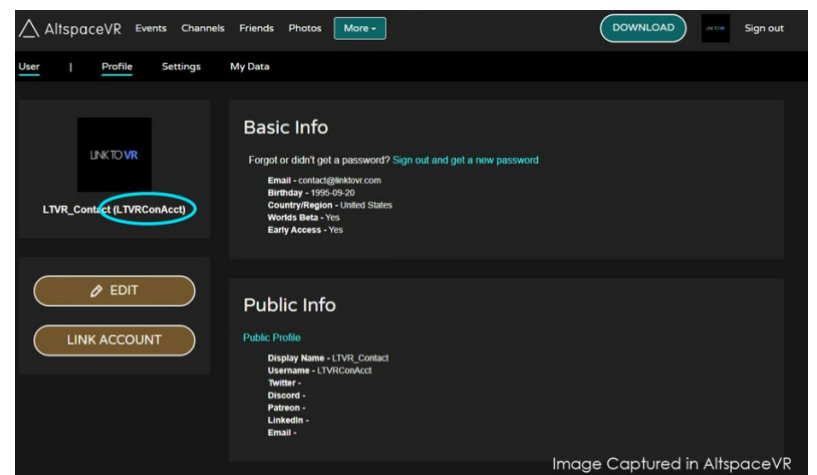 AltspaceVR Events Channels Friends Photos More DOWNLOAD Sign out
User | Profile Settings My Data
LINKTOVR
LTVR_Contact (LTVRConAcct)
EDIT
LINK ACCOUNT
Basic Info
Forgot or didn't get a password? Sign out and get a new password
Email - contact@linktovr.com
Birthday - 1995-09-20
Country/Region - United States
Worlds Beta - Yes
Early Access - Yes
Public Info
Public Profile
Display Name - LTVR_Contact
Username - LTVRConAcct
Twitter -
Discord -
Patreon -
LinkedIn -
Email -
Image Captured in AltspaceVR